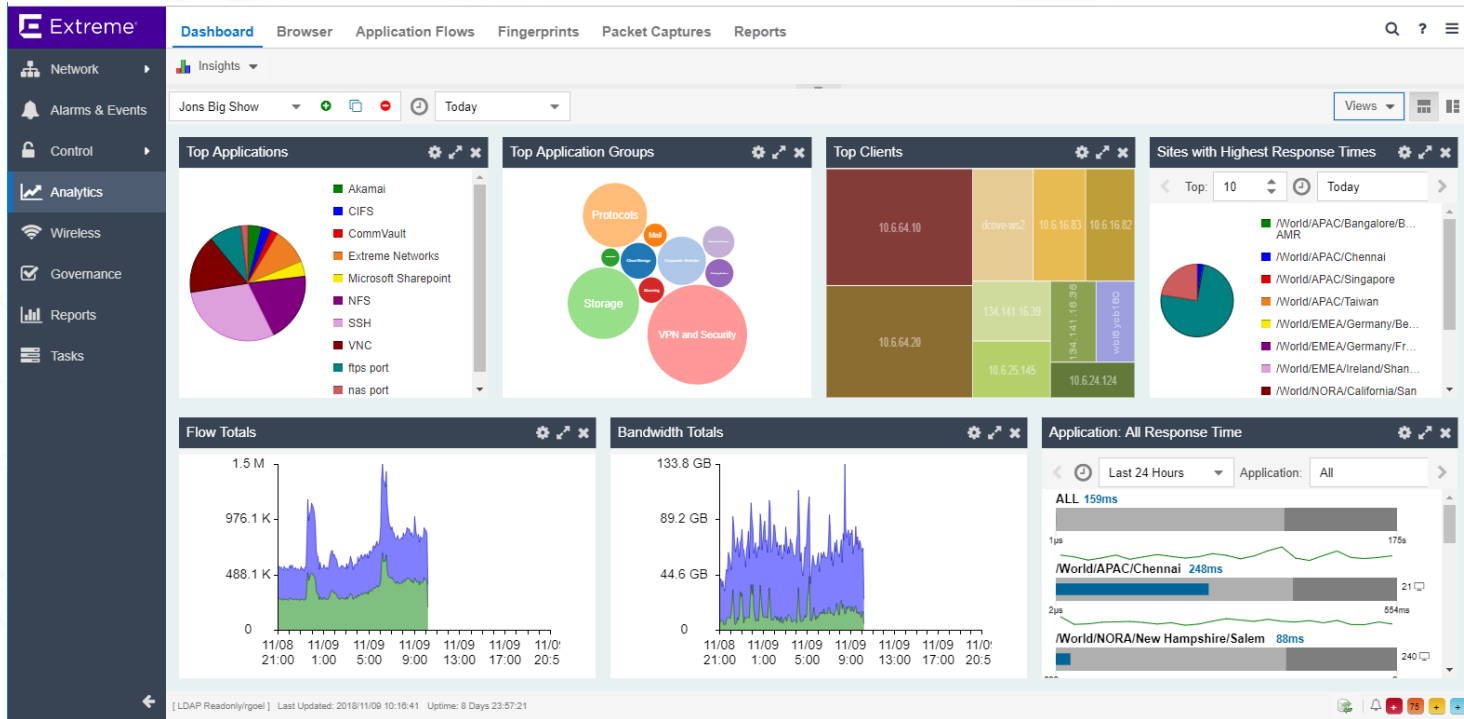 Extreme
Dashboard Browser Application Flows Fingerprints Packet Captures Reports
?
Network
Insights
Alarms & Events
Jons Big Show Today Views
Control
Analytics
Wireless
Governance
Reports
Tasks
Top Applications
Akamai
CIFS
CommVault
Extreme Networks
Microsoft Sharepoint
NFS
SSH
VNC
ftps port
nas port
Top Application Groups
Protocols
Mail
Cloud Storage
Storage
VPN and Security
Top Clients
10.6.64.10
dcove-ws2
10.6.16.83
10.6.16.82
134.141.16.39
134.141.16.36
10.6.64.20
10.6.25.145
10.6.24.124
Sites with Highest Response Times
Top: 10 Today
/World/APAC/Bangalore/B...
AMR
/World/APAC/Chennai
/World/APAC/Singapore
/World/APAC/Taiwan
/World/EMEA/Germany/Be...
/World/EMEA/Germany/Fr...
/World/EMEA/Ireland/Shan...
/World/NORA/California/San
Flow Totals
1.5 M
976.1 K
488.1 K
0
11/08 11/09 11/09 11/09 11/09 11/09 11/0
21:00 1:00 5:00 9:00 13:00 17:00 20:5
Bandwidth Totals
133.8 GB
89.2 GB
44.6 GB
0
11/08 11/09 11/09 11/09 11/09 11/09 11/0
21:00 1:00 5:00 9:00 13:00 17:00 20:5
Application: All Response Time
Last 24 Hours Application: All
ALL 159ms
1µs 175s
/World/APAC/Chennai 248ms
21
2µs 554ms
/World/NORA/New Hampshire/Salem 88ms
240
[ LDAP Readonly/rgoel ] Last Updated: 2018/11/09 10:16:41 Uptime: 8 Days 23:57:21
+ 75 + +